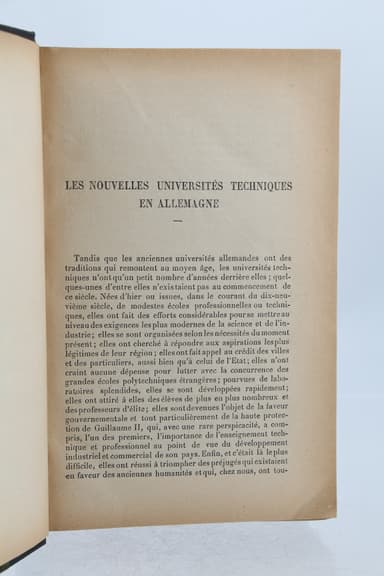 LES NOUVELLES UNIVERSITÉS TECHNIQUES
EN ALLEMAGNE
Tandis que les anciennes universités allemandes ont des
traditions qui remontent au moyen âge, les universités tech-
niques n'ont qu'un petit nombre d'années derrière elles ; quel-
ques-unes d'entre elles n'existaient pas au commencement de
ce siècle. Nées d'hier ou issues, dans le courant du dix-neu-
vième siècle, de modestes écoles professionnelles ou techni-
ques, elles ont fait des efforts considérables pour se mettre au
niveau des exigences les plus modernes de la science et de l'in-
dustrie ; elles se sont organisées selon les nécessités du moment
présent ; elles ont cherché à répondre aux aspirations les plus
légitimes de leur région ; elles ont fait appel au crédit des villes
et des particuliers, aussi bien qu'à celui de l'Etat ; elles n'ont
craint aucune dépense pour lutter avec la concurrence des
grandes écoles polytechniques étrangères ; pourvues de labo-
ratoires splendides, elles se sont développées rapidement ;
elles ont attiré à elles des élèves de plus en plus nombreux et
des professeurs d'élite ; elles sont devenues l'objet de la faveur
gouvernementale et tout particulièrement de la haute protec-
tion de Guillaume II, qui, avec une rare perspicacité, a com-
pris, l'un des premiers, l'importance de l'enseignement tech-
nique et professionnel au point de vue du développement
industriel et commercial de son pays. Enfin, et c'était là le plus
difficile, elles ont réussi à triompher des préjugés qui existaient
en faveur des anciennes humanités et qui, chez nous, ont tou-